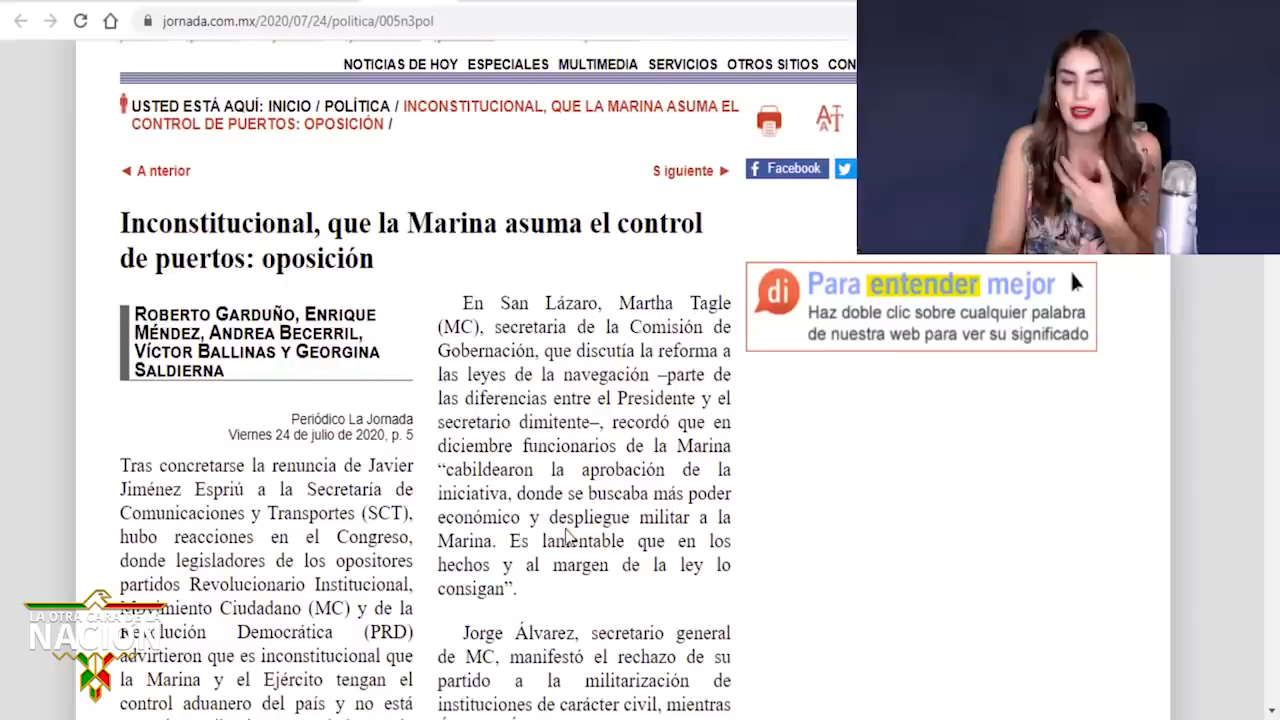 jornada.com.mx/2020/07/24/politica/005n3pol
NOTICIAS DE HOY ESPECIALES MULTIMEDIA SERVICIOS OTROS SITIOS CON
USTED ESTÁ AQUÍ: INICIO / POLÍTICA / INCONSTITUCIONAL, QUE LA MARINA ASUMA EL
CONTROL DE PUERTOS: OPOSICIÓN /
Anterior
Siguiente
Facebook
Inconstitucional, que la Marina asuma el control
de puertos: oposición
di
Para entender mejor
Haz doble clic sobre cualquier palabra
de nuestra web para ver su significado
ROBERTO GARDUÑO, ENRIQUE
MÉNDEZ, ANDREA BECERRIL,
VÍCTOR BALLINAS Y GEORGINA
SALDIERNA
Periódico La Jornada
Viernes 24 de julio de 2020, p. 5
Tras concretarse la renuncia de Javier
Jiménez Espriú a la Secretaría de
Comunicaciones y Transportes (SCT),
hubo reacciones en el Congreso,
donde legisladores de los opositores
partidos Revolucionario Institucional,
Movimiento Ciudadano (MC) y de la
Revolución Democrática (PRD)
advirtieron que es inconstitucional que
la Marina y el Ejército tengan el
control aduanero del país y no está
En San Lázaro, Martha Tagle
(MC), secretaria de la Comisión de
Gobernación, que discutía la reforma a
las leyes de la navegación –parte de
las diferencias entre el Presidente y el
secretario dimitente–, recordó que en
diciembre funcionarios de la Marina
“cabildearon la aprobación de la
iniciativa, donde se buscaba más poder
económico y despliegue militar a la
Marina. Es lamentable que en los
hechos y al margen de la ley lo
consigan”.
Jorge Álvarez, secretario general
de MC, manifestó el rechazo de su
partido a la militarización de
instituciones de carácter civil, mientras
LA OTRA CARA DE LA
NACIÓN